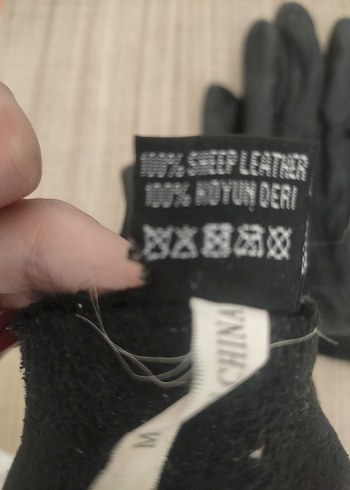 100% SHEEP LEATHER
100% KOYUN DERİ
CHINA
M